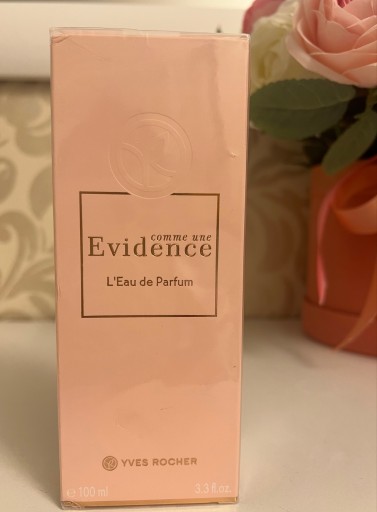 comme une
Evidence
L'Eau de Parfum
YVES ROCHER
e 100 ml 3.3 fl oz.